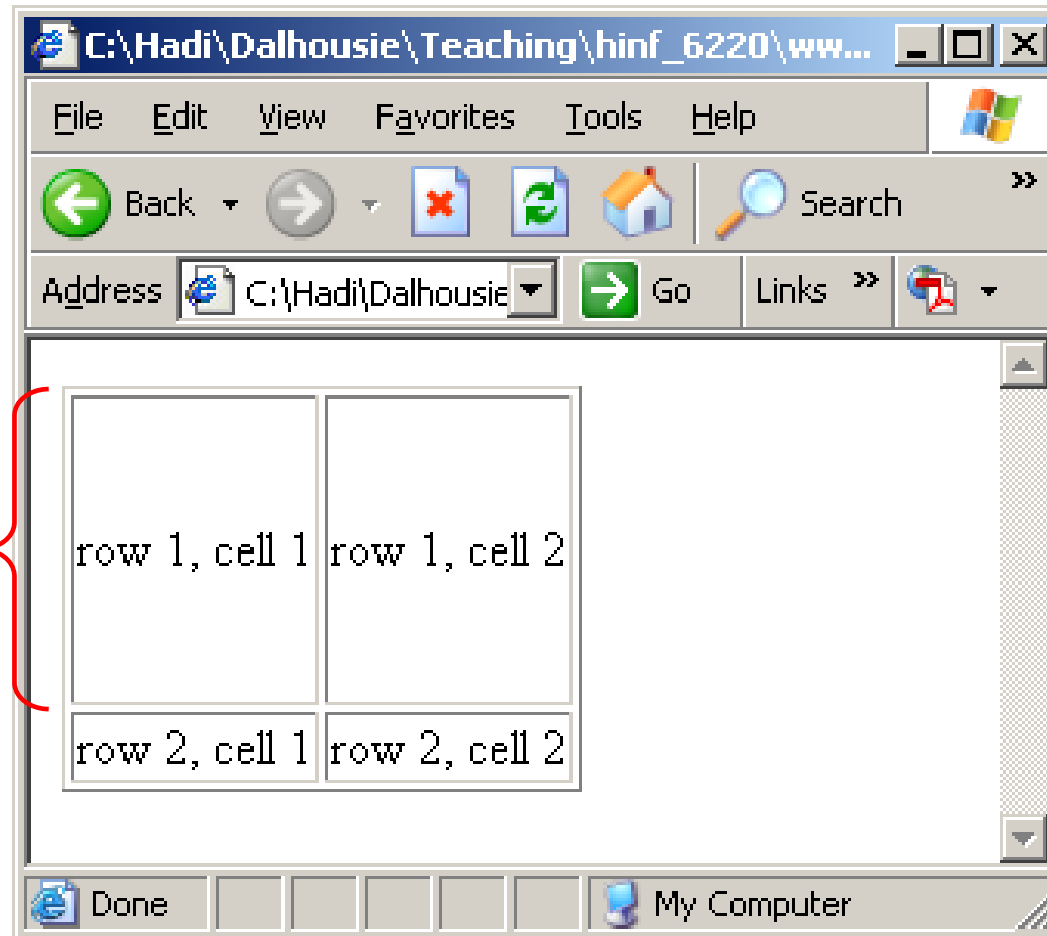 C:\Hadi\Dalhousie\Teaching\hinf_6220\ww...
File Edit View Favorites Tools Help
Back Search »
Address C:\Hadi\Dalhousie Go Links »
row 1, cell 1 row 1, cell 2
row 2, cell 1 row 2, cell 2
Done My Computer